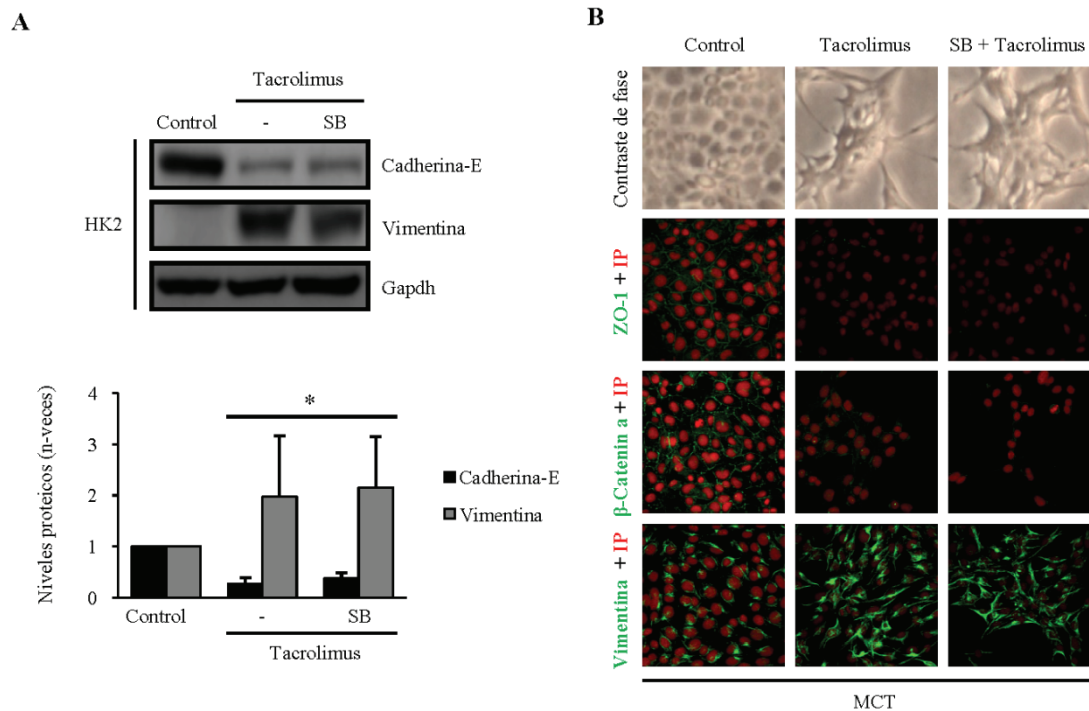 A
Tacrolimus
Control - SB
Cadherina-E
HK2
Vimentina
Gapdh
Niveles proteicos (n-veces)
4
3
2
1
0
*
Cadherina-E
Vimentina
Control - SB
Tacrolimus
B
Control Tacrolimus SB + Tacrolimus
Contraste de fase
ZO-1 + IP
β-Catenin a + IP
Vimentina + IP
MCT